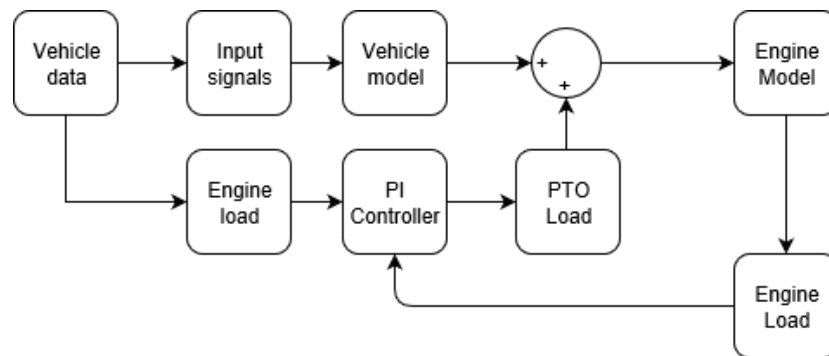 Vehicle
data
Input
signals
Vehicle
model
+
+
Engine
Model
Engine
load
PI
Controller
PTO
Load
Engine
Load